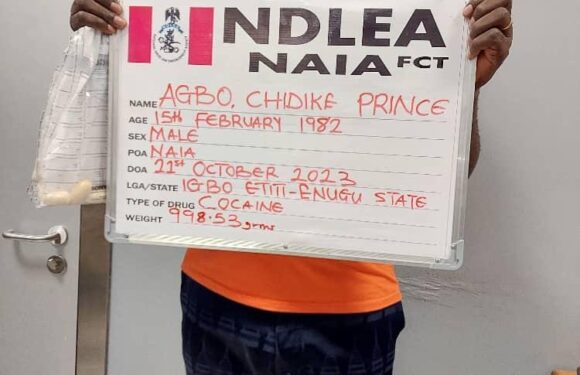 NDLEA
NAIA FCT
NAME AGBO, CHIDIKE PRINCE
AGE 15th FEBRUARY 1982
SEX MALE
POA NAIA
DOA 21st OCTOBER 2023
LGA/STATE IGBO ETITI-ENUGU STATE
TYPE OF DRUG COCAINE
WEIGHT 998.53grms